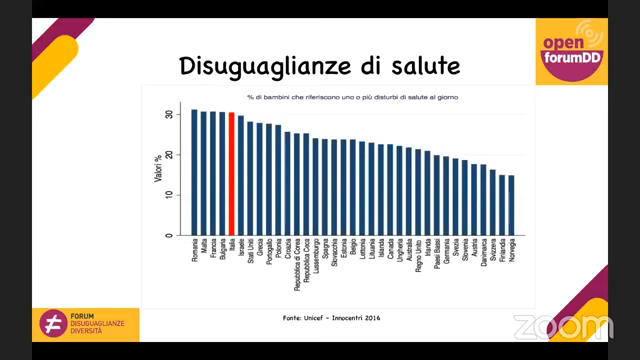 open
forumDD
Disuguaglianze di salute
% di bambini che riferiscono uno o più disturbi di salute al giorno
Valori %
30
20
10
0
Romania
Malta
Francia
Bulgaria
Italia
Israele
Stati Uniti
Grecia
Portogallo
Polonia
Croazia
Repubblica di Corea
Repubblica Ceca
Lussemburgo
Spagna
Slovacchia
Estonia
Belgio
Lettonia
Lituania
Islanda
Canada
Ungheria
Australia
Regno Unito
Irlanda
Paesi Bassi
Germania
Svezia
Slovenia
Austria
Danimarca
Svizzera
Finlandia
Norvegia
Fonte: Unicef - Innocentri 2016
FORUM
DISUGUAGLIANZE
DIVERSITÀ
zoom